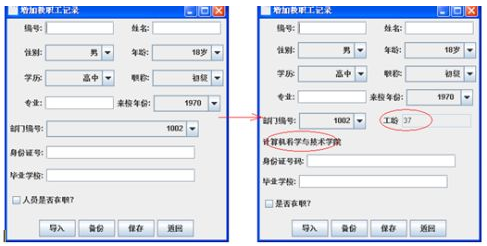 增加教职工记录
编号: 姓名:
性别: 男 年龄: 18岁
学历: 高中 职称: 初级
专业: 来校年份: 1970
部门编号: 1002
身份证号:
毕业学校:
人员是否在职?
导入 备份 保存 返回
增加教职工记录
编号: 姓名:
性别: 男 年龄: 18岁
学历: 高中 职称: 初级
专业: 来校年份: 1970
部门编号: 1002 工龄 37
计算机科学与技术学院
身份证号码:
毕业学校:
是否在职?
导入 备份 保存 返回